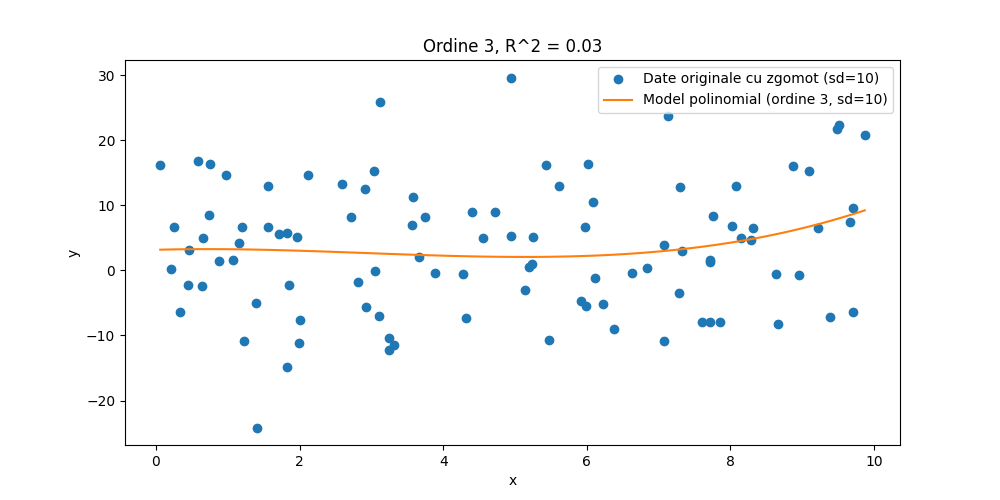 Ordine 3, R^2 = 0.03
Date originale cu zgomot (sd=10)
Model polinomial (ordine 3, sd=10)
30
20
10
0
−10
−20
y
0 2 4 6 8 10
x